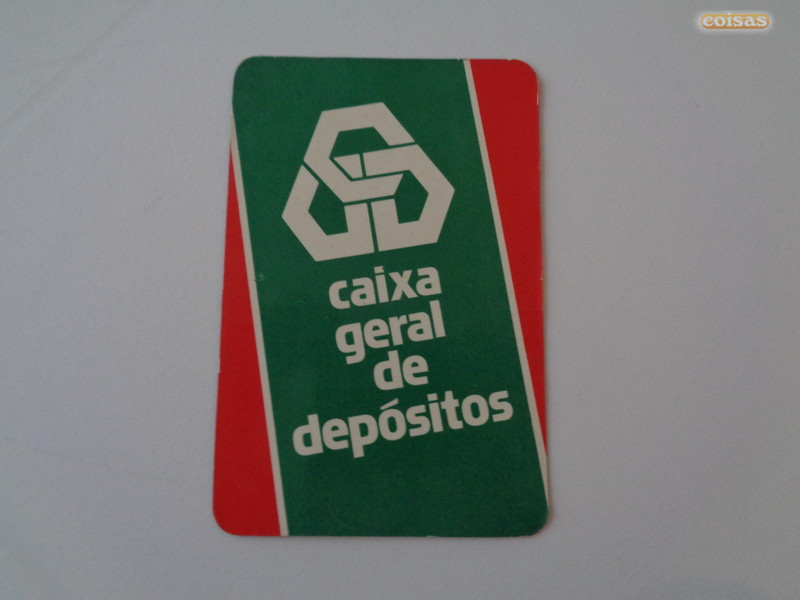 coisas
caixa
geral
de
depósitos